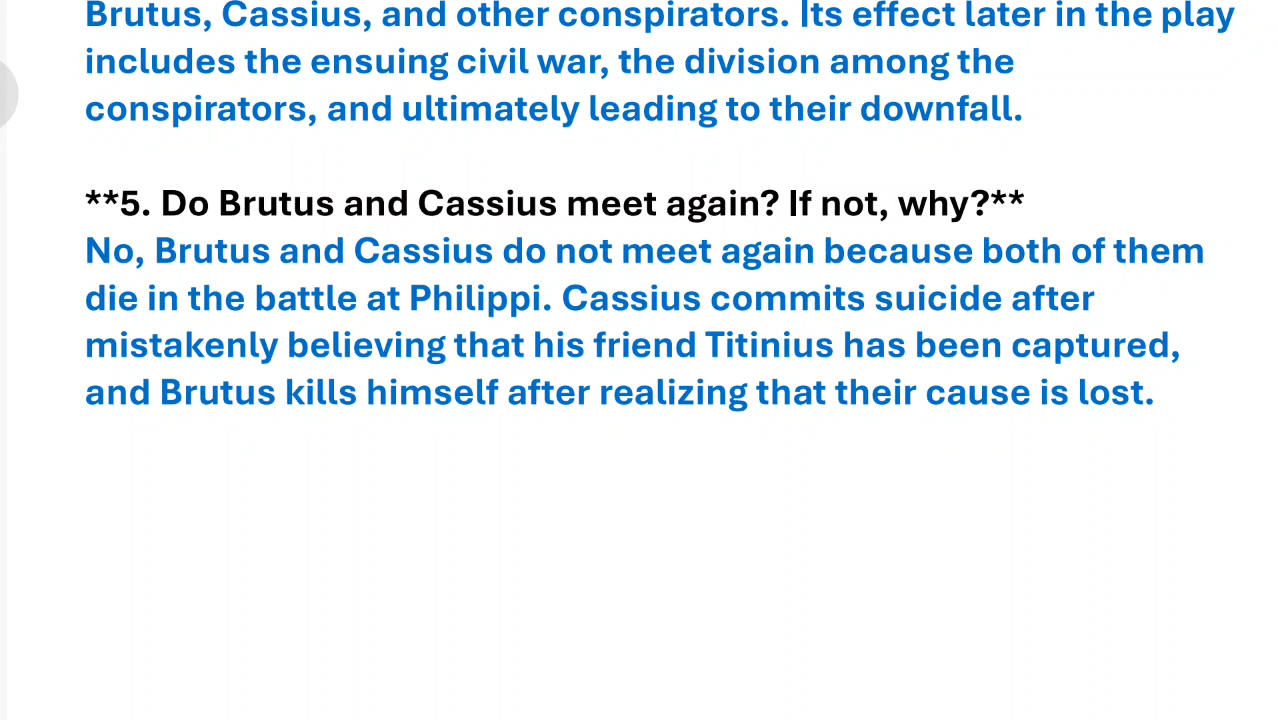 Brutus, Cassius, and other conspirators. Its effect later in the play
includes the ensuing civil war, the division among the
conspirators, and ultimately leading to their downfall.
**5. Do Brutus and Cassius meet again? If not, why?**
No, Brutus and Cassius do not meet again because both of them
die in the battle at Philippi. Cassius commits suicide after
mistakenly believing that his friend Titinius has been captured,
and Brutus kills himself after realizing that their cause is lost.